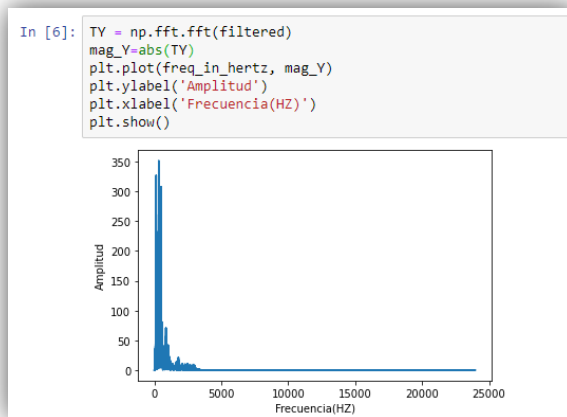 In [6]: TY = np.fft.fft(filtered)
mag_Y=abs(TY)
plt.plot(freq_in_hertz, mag_Y)
plt.ylabel('Amplitud')
plt.xlabel('Frecuencia(HZ)')
plt.show()
350
300
250
200
150
100
50
0
Amplitud
0 5000 10000 15000 20000 25000
Frecuencia(HZ)